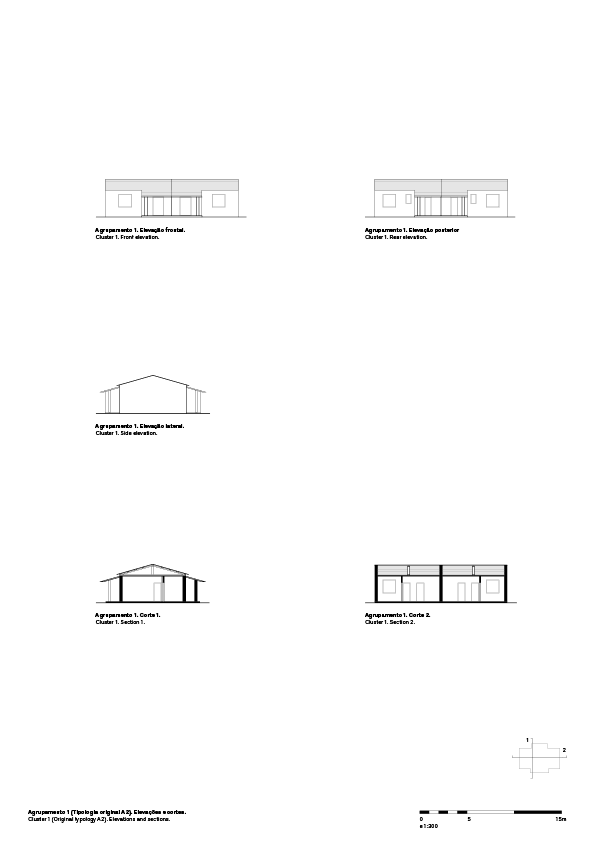 Agrupamento 1. Elevação frontal.
Cluster 1. Front elevation.
Agrupamento 1. Elevação posterior
Cluster 1. Rear elevation.
Agrupamento 1. Elevação lateral.
Cluster 1. Side elevation.
Agrupamento 1. Corte 1.
Cluster 1. Section 1.
Agrupamento 1. Corte 2.
Cluster 1. Section 2.
1
2
Agrupamento 1 (Tipologia original A2). Elevações e cortes.
Cluster 1 (Original typology A2). Elevations and sections.
0 5 15m
e 1:300